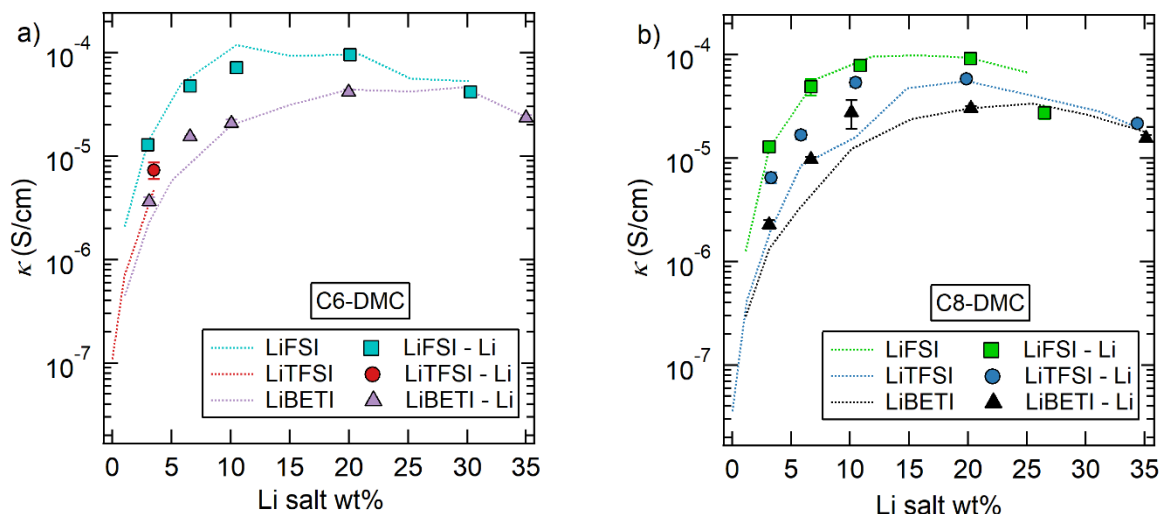 a)
10⁻⁴
10⁻⁵
10⁻⁶
10⁻⁷
κ (S/cm)
C6-DMC
LiFSI LiFSI - Li
LiTFSI LiTFSI - Li
LiBETI LiBETI - Li
0 5 10 15 20 25 30 35
Li salt wt%
b)
10⁻⁴
10⁻⁵
10⁻⁶
10⁻⁷
κ (S/cm)
C8-DMC
LiFSI LiFSI - Li
LiTFSI LiTFSI - Li
LiBETI LiBETI - Li
0 5 10 15 20 25 30 35
Li salt wt%